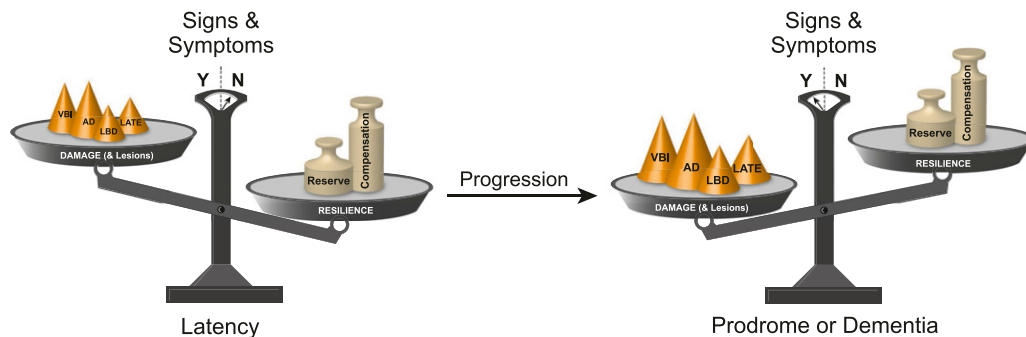 Signs &
Symptoms
Y N
VBI
AD
LBD
LATE
DAMAGE (& Lesions)
Reserve
Compensation
RESILIENCE
Latency
Progression
Signs &
Symptoms
Y N
VBI
AD
LBD
LATE
DAMAGE (& Lesions)
Reserve
Compensation
RESILIENCE
Prodrome or Dementia